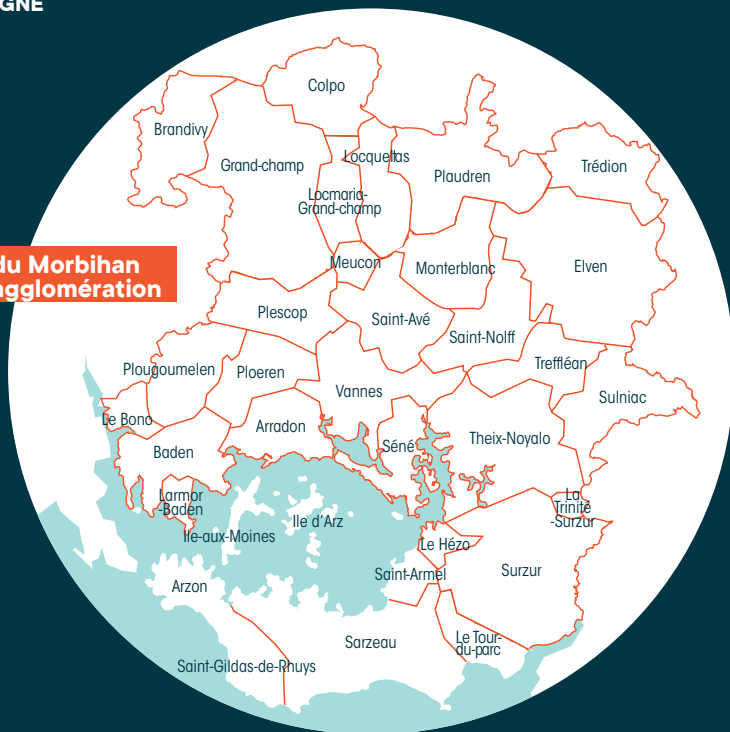 GNE
Colpo
Brandivy
Locqueltas
Grand-champ
Trédion
Plaudren
Locmaria-
Grand-champ
du Morbihan
agglomération
Meucon
Monterblanc
Elven
Plescop
Saint-Avé
Saint-Nolff
Treffléan
Plougoumelen
Ploeren
Vannes
Sulniac
Le Bono
Arradon
Séné
Theix-Noyalo
Baden
Larmor
-Baden
La
Trinité
-Surzur
Ile d'Arz
Ile-aux-Moines
Le Hézo
Saint-Armel
Surzur
Arzon
Sarzeau
Le Tour-
du-parc
Saint-Gildas-de-Rhuys